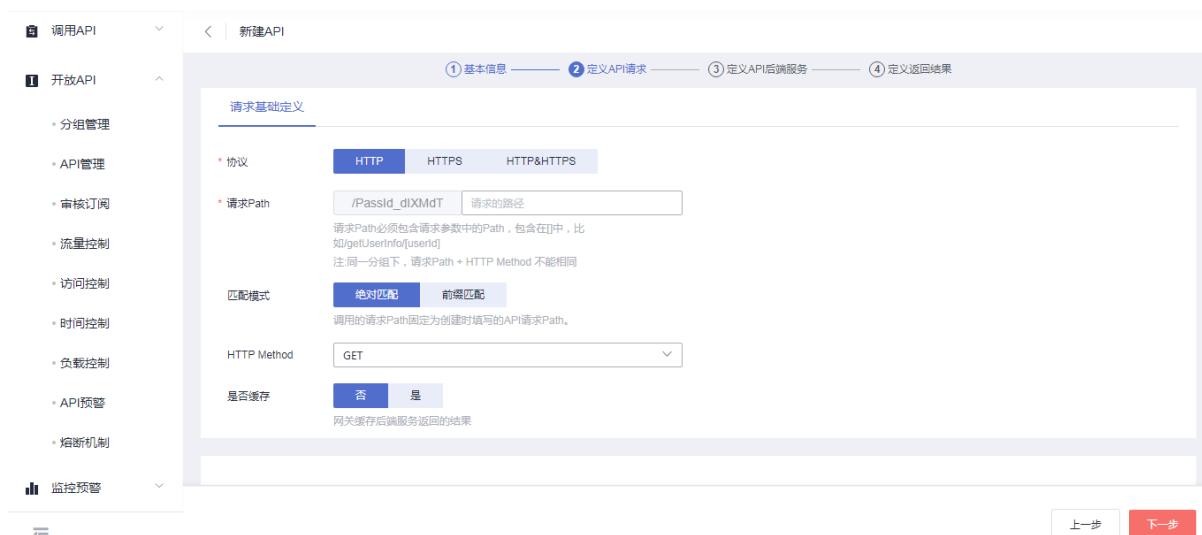 调用API
开放API
分组管理
API管理
审核订阅
流量控制
访问控制
时间控制
负载控制
API预警
熔断机制
监控预警
新建API
1 基本信息 2 定义API请求 3 定义API后端服务 4 定义返回结果
请求基础定义
* 协议 HTTP HTTPS HTTP&HTTPS
* 请求Path /PassId_dIXMdT 请求的路径
请求Path必须包含请求参数中的Path，包含在[]中，比
如/getUserInfo/[userId]
注:同一分组下，请求Path + HTTP Method 不能相同
匹配模式 绝对匹配 前缀匹配
调用的请求Path固定为创建时填写的API请求Path。
HTTP Method GET
是否缓存 否 是
网关缓存后端服务返回的结果
上一步 下一步